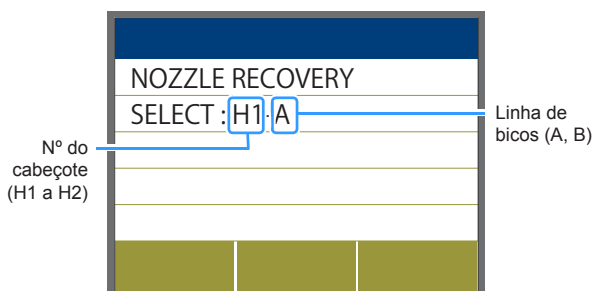 NOZZLE RECOVERY
SELECT : H1-A
Linha de
bicos (A, B)
Nº do
cabeçote
(H1 a H2)